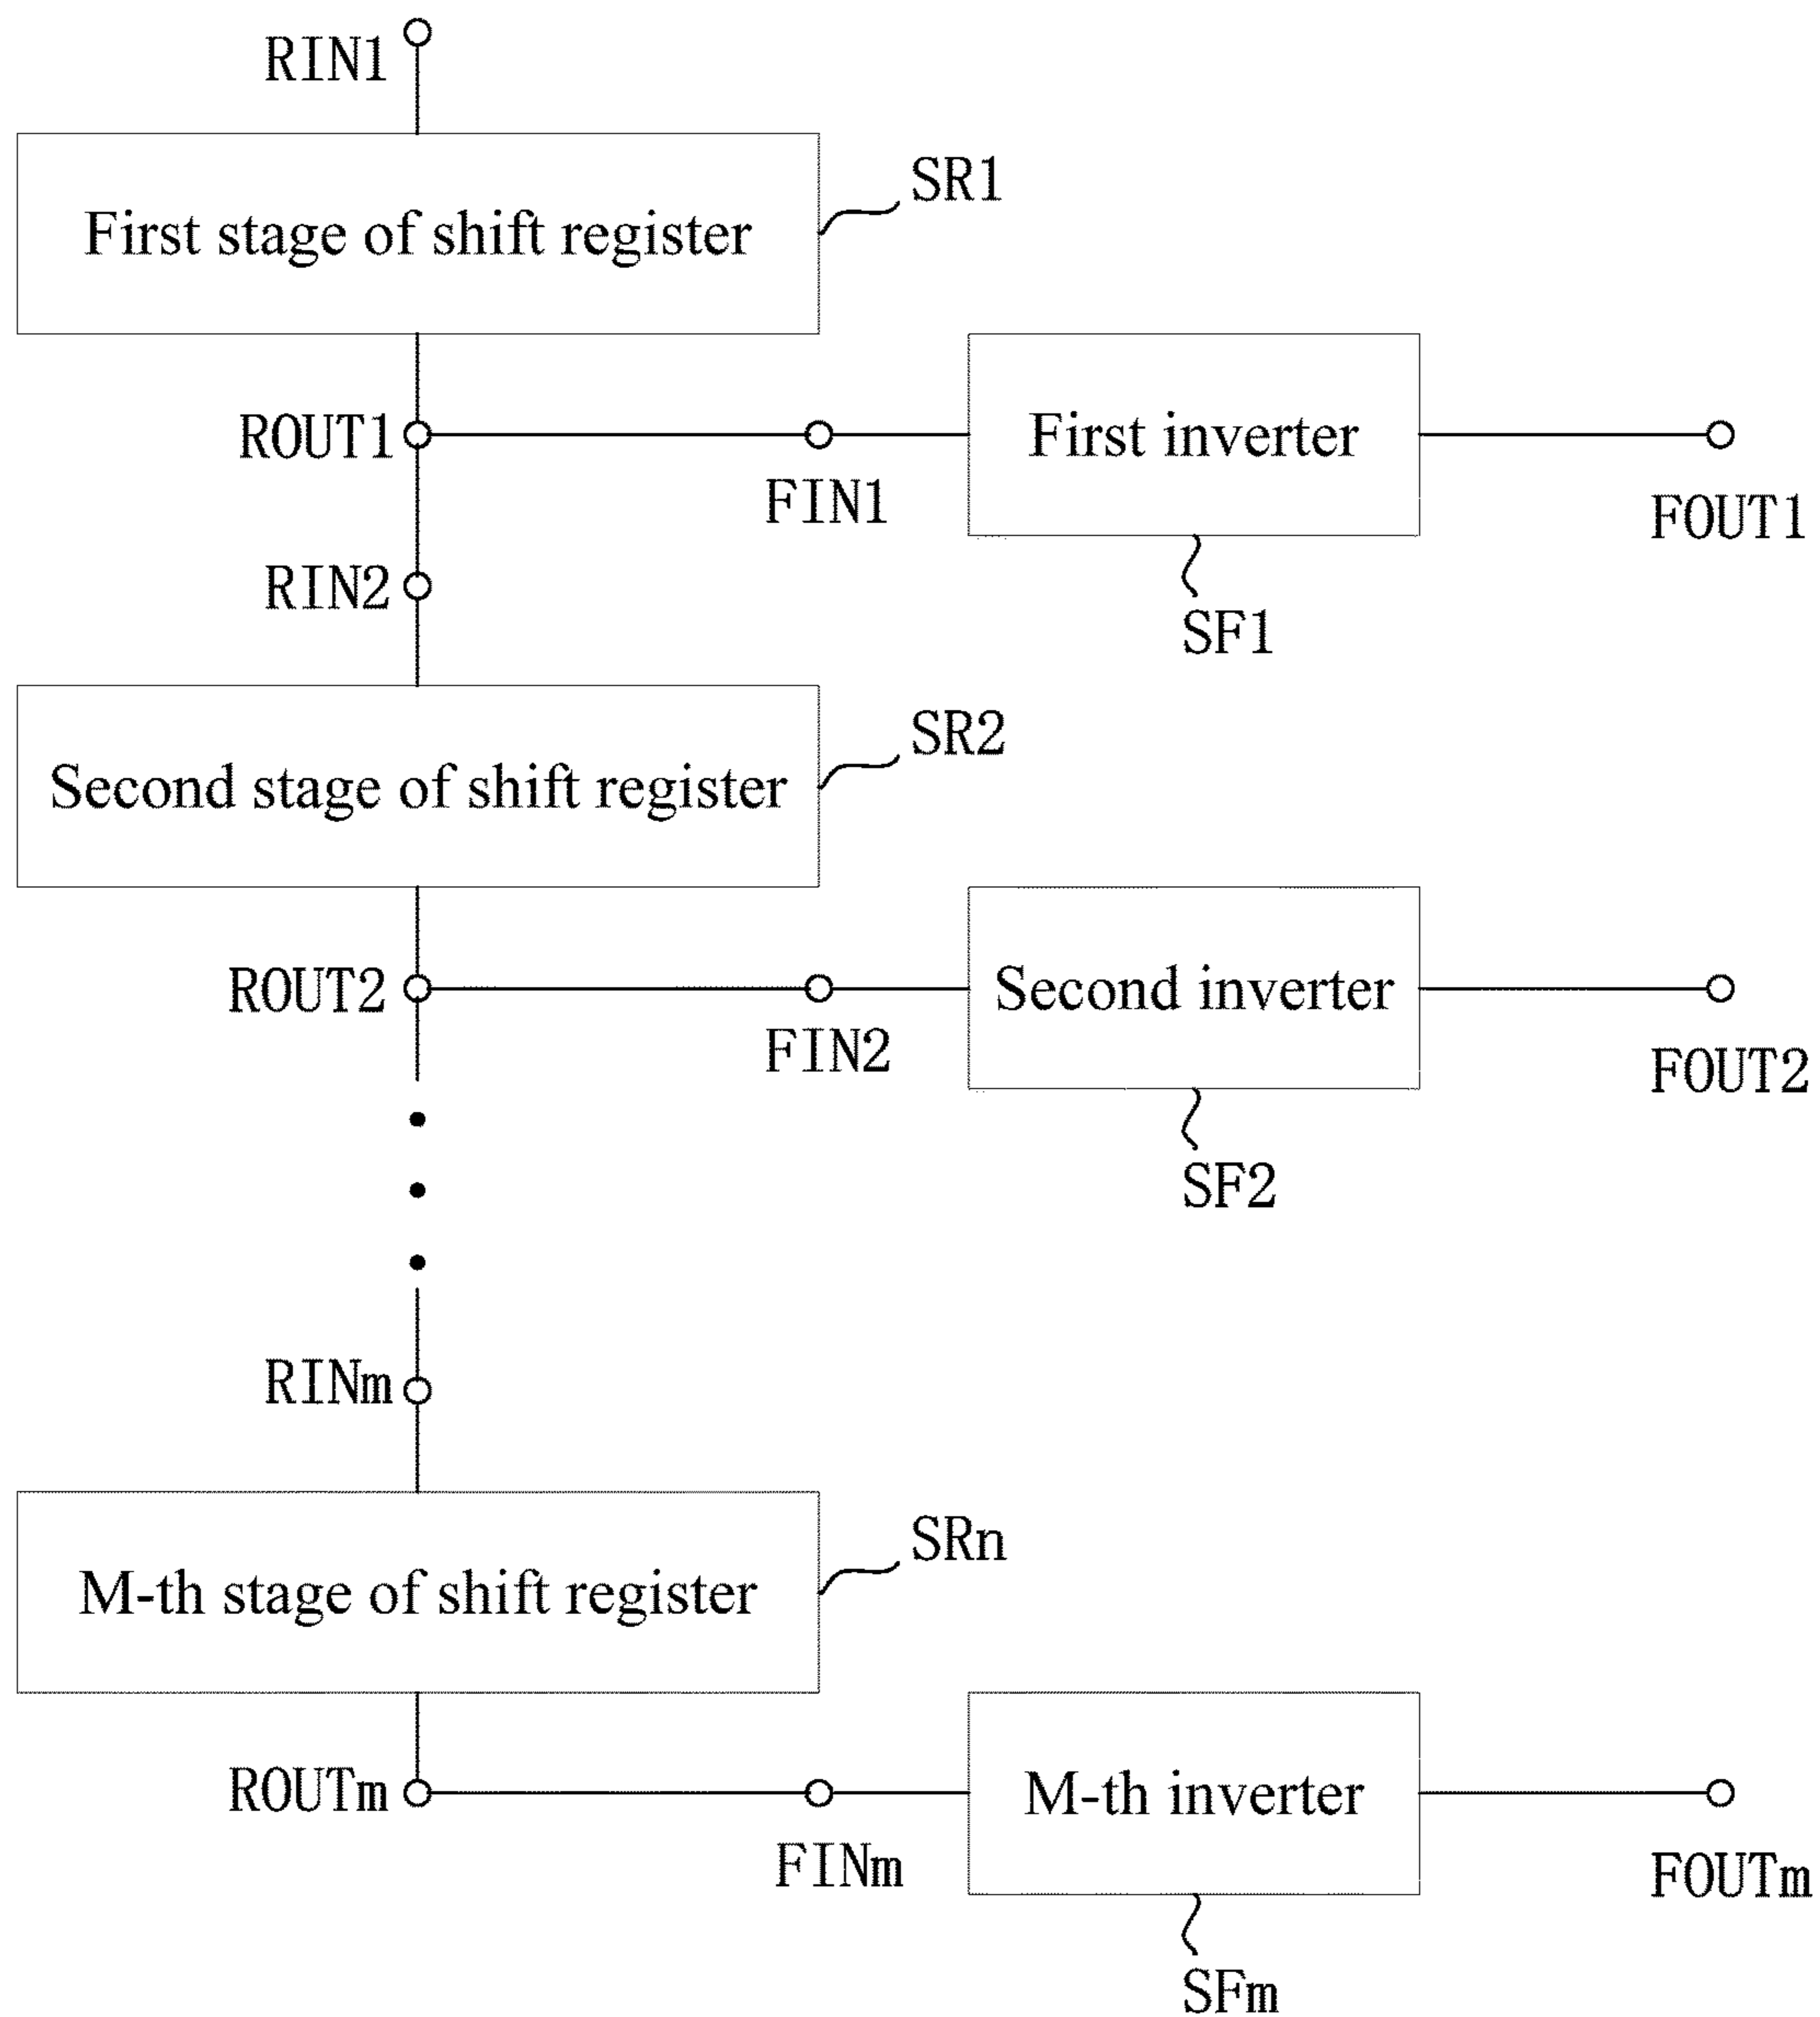 RIN1
First stage of shift register
SR1
ROUT1
First inverter
FIN1
FOUT1
RIN2
SF1
Second stage of shift register
SR2
ROUT2
Second inverter
FIN2
FOUT2
SF2
RINm
M-th stage of shift register
SRn
ROUTm
M-th inverter
FINm
FOUTm
SFm